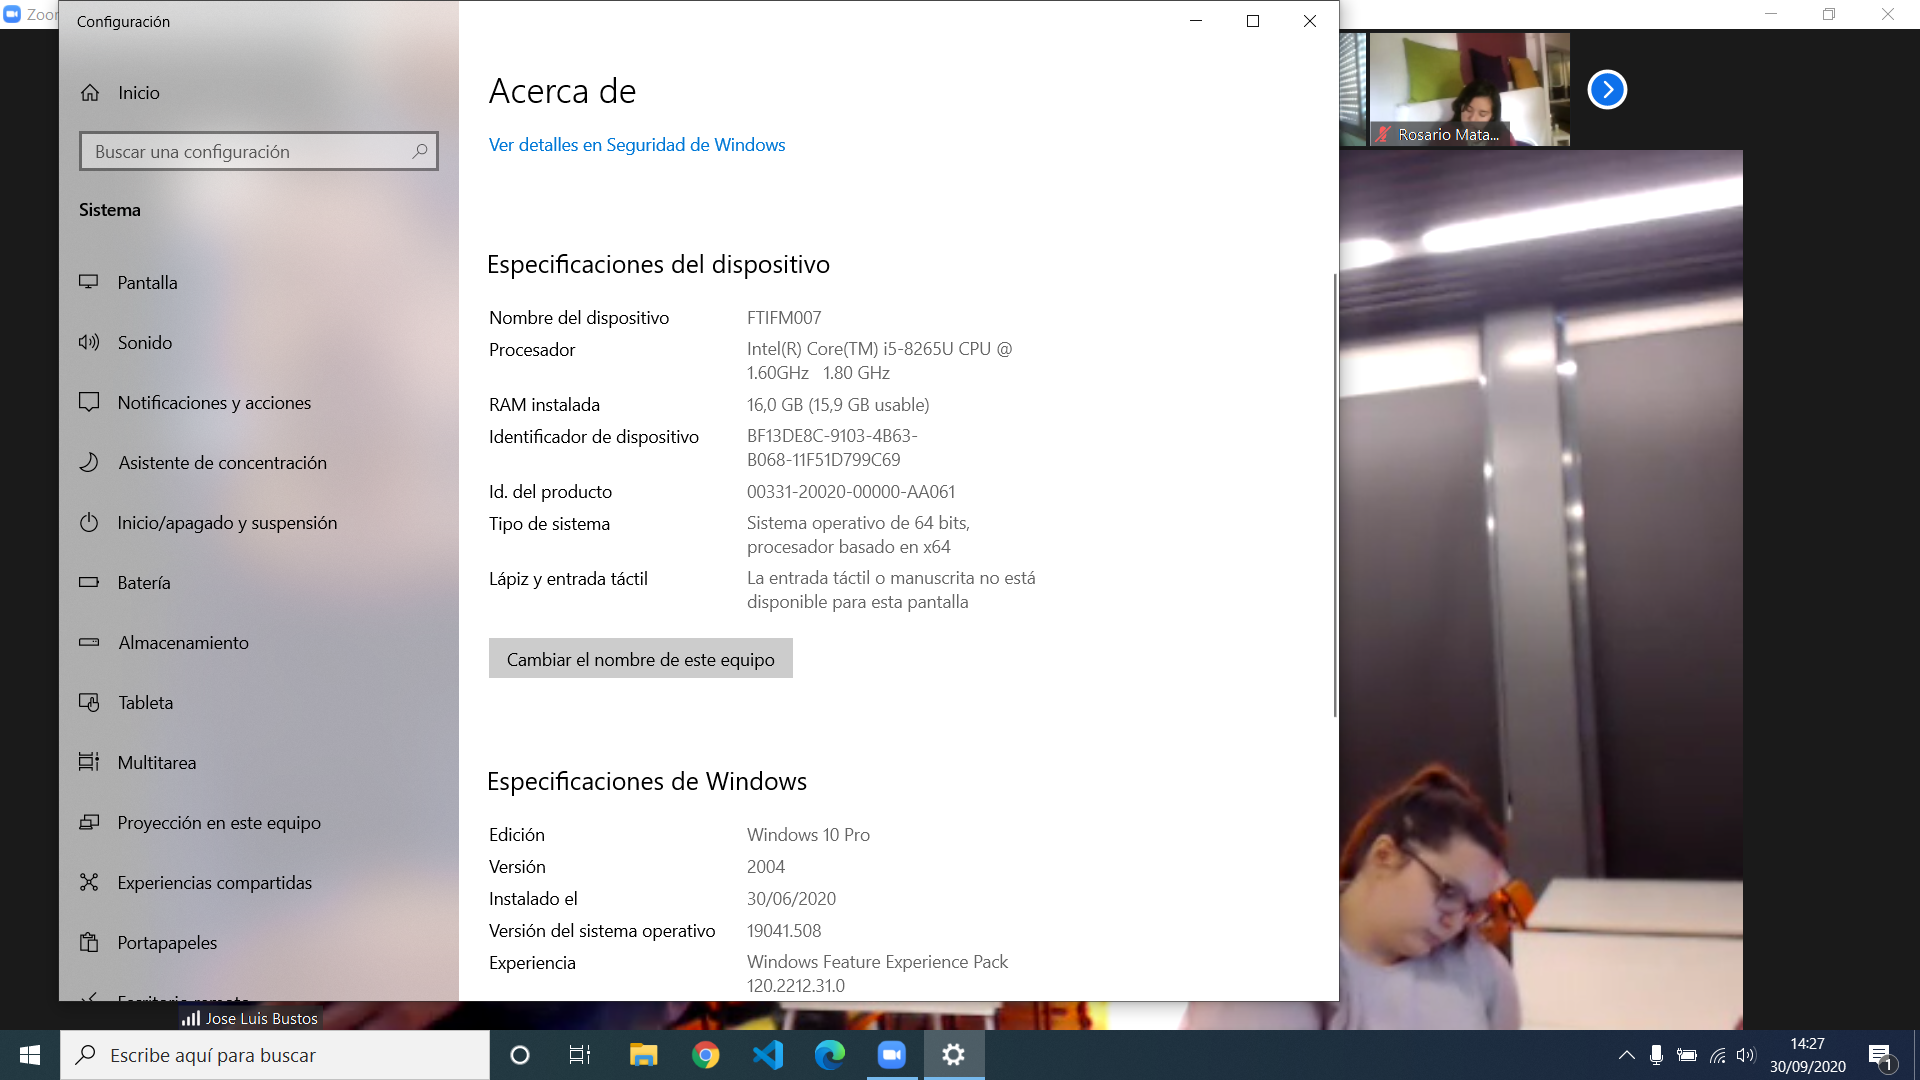 Zoom
Configuración
Inicio
Buscar una configuración
Sistema
Pantalla
Sonido
Notificaciones y acciones
Asistente de concentración
Inicio/apagado y suspensión
Batería
Almacenamiento
Tableta
Multitarea
Proyección en este equipo
Experiencias compartidas
Portapapeles
Escritorio remoto
Acerca de
Ver detalles en Seguridad de Windows
Especificaciones del dispositivo
Nombre del dispositivo FTIFM007
Procesador Intel(R) Core(TM) i5-8265U CPU @
1.60GHz 1.80 GHz
RAM instalada 16,0 GB (15,9 GB usable)
Identificador de dispositivo BF13DE8C-9103-4B63-
B068-11F51D799C69
Id. del producto 00331-20020-00000-AA061
Tipo de sistema Sistema operativo de 64 bits,
procesador basado en x64
Lápiz y entrada táctil La entrada táctil o manuscrita no está
disponible para esta pantalla
Cambiar el nombre de este equipo
Especificaciones de Windows
Edición Windows 10 Pro
Versión 2004
Instalado el 30/06/2020
Versión del sistema operativo 19041.508
Experiencia Windows Feature Experience Pack
120.2212.31.0
Rosario Mata...
Jose Luis Bustos
Escribe aquí para buscar
14:27
30/09/2020
1